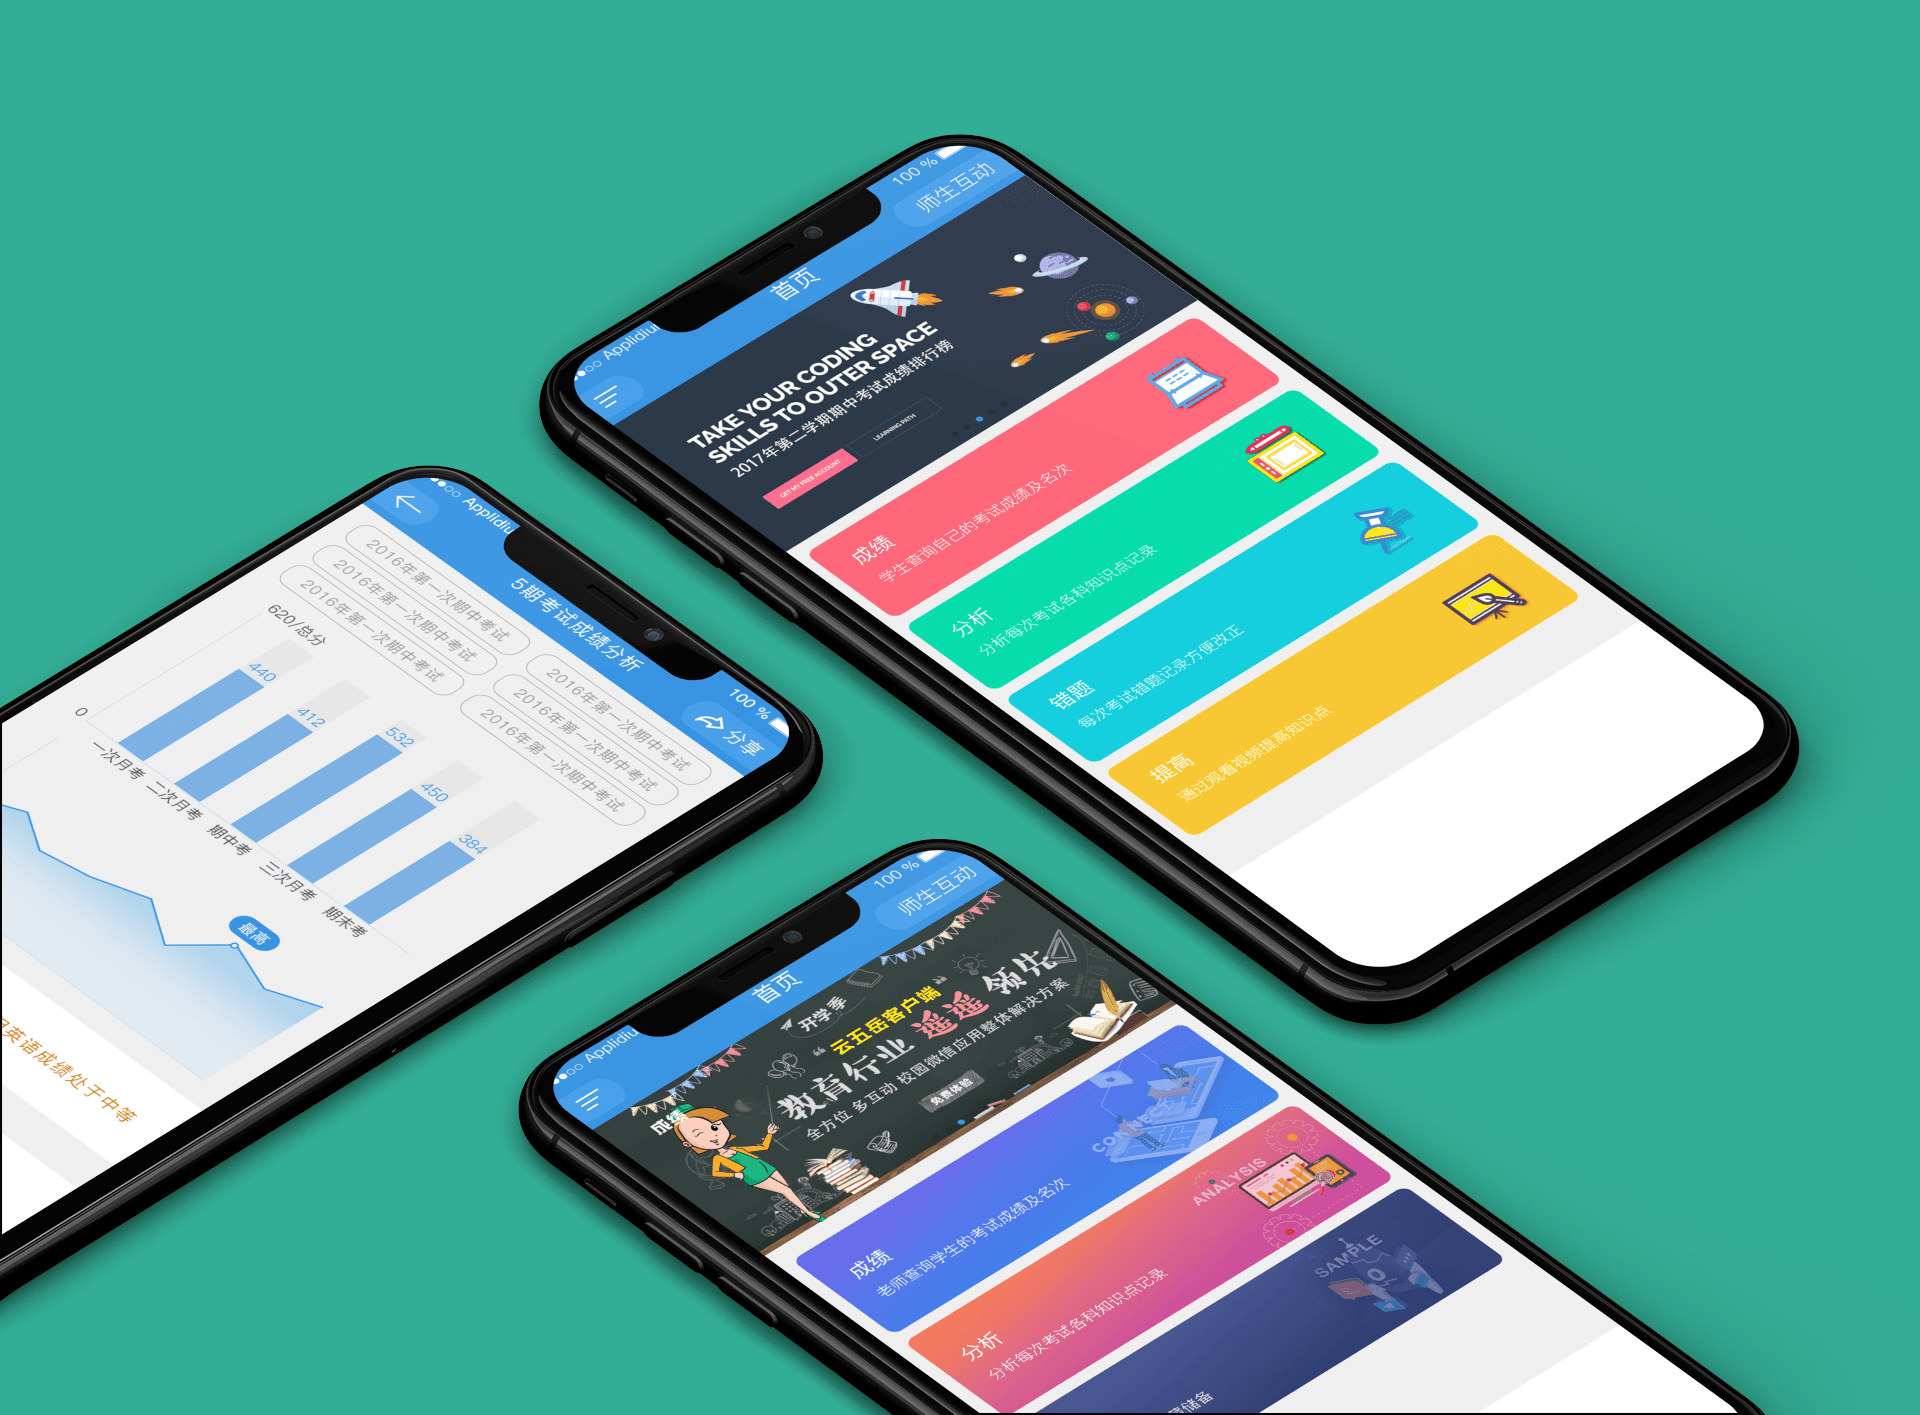 100 %
师生互动
首页
Applidiu
TAKE YOUR CODING
SKILLS TO OUTER SPACE
2017年第二学期期中考试成绩排行榜
GET MY FREE ACCOUNT
LEARNING PATH
成绩
学生查询自己的考试成绩及名次
分析
分析每次考试各科知识点记录
错题
每次考试错题记录方便改正
提高
通过观看视频提高知识点
Applidiu
100 %
5期考试成绩分析
分享
2016年第一次期中考试
2016年第一次期中考试
2016年第一次期中考试
2016年第一次期中考试
2016年第一次期中考试
2016年第一次期中考试
620/总分
0
440
412
532
450
384
一次月考
二次月考
期中考
三次月考
期末考
最高
英语成绩处于中等
100 %
师生互动
首页
Applidiu
开学季
“云五岳客户端”
教育行业 遥遥领先
全方位 多互动 校园微信应用整体解决方案
免费体验
成绩
成绩
老师查询学生的考试成绩及名次
CONNECT
分析
分析每次考试各科知识点记录
ANALYSIS
SAMPLE
储备